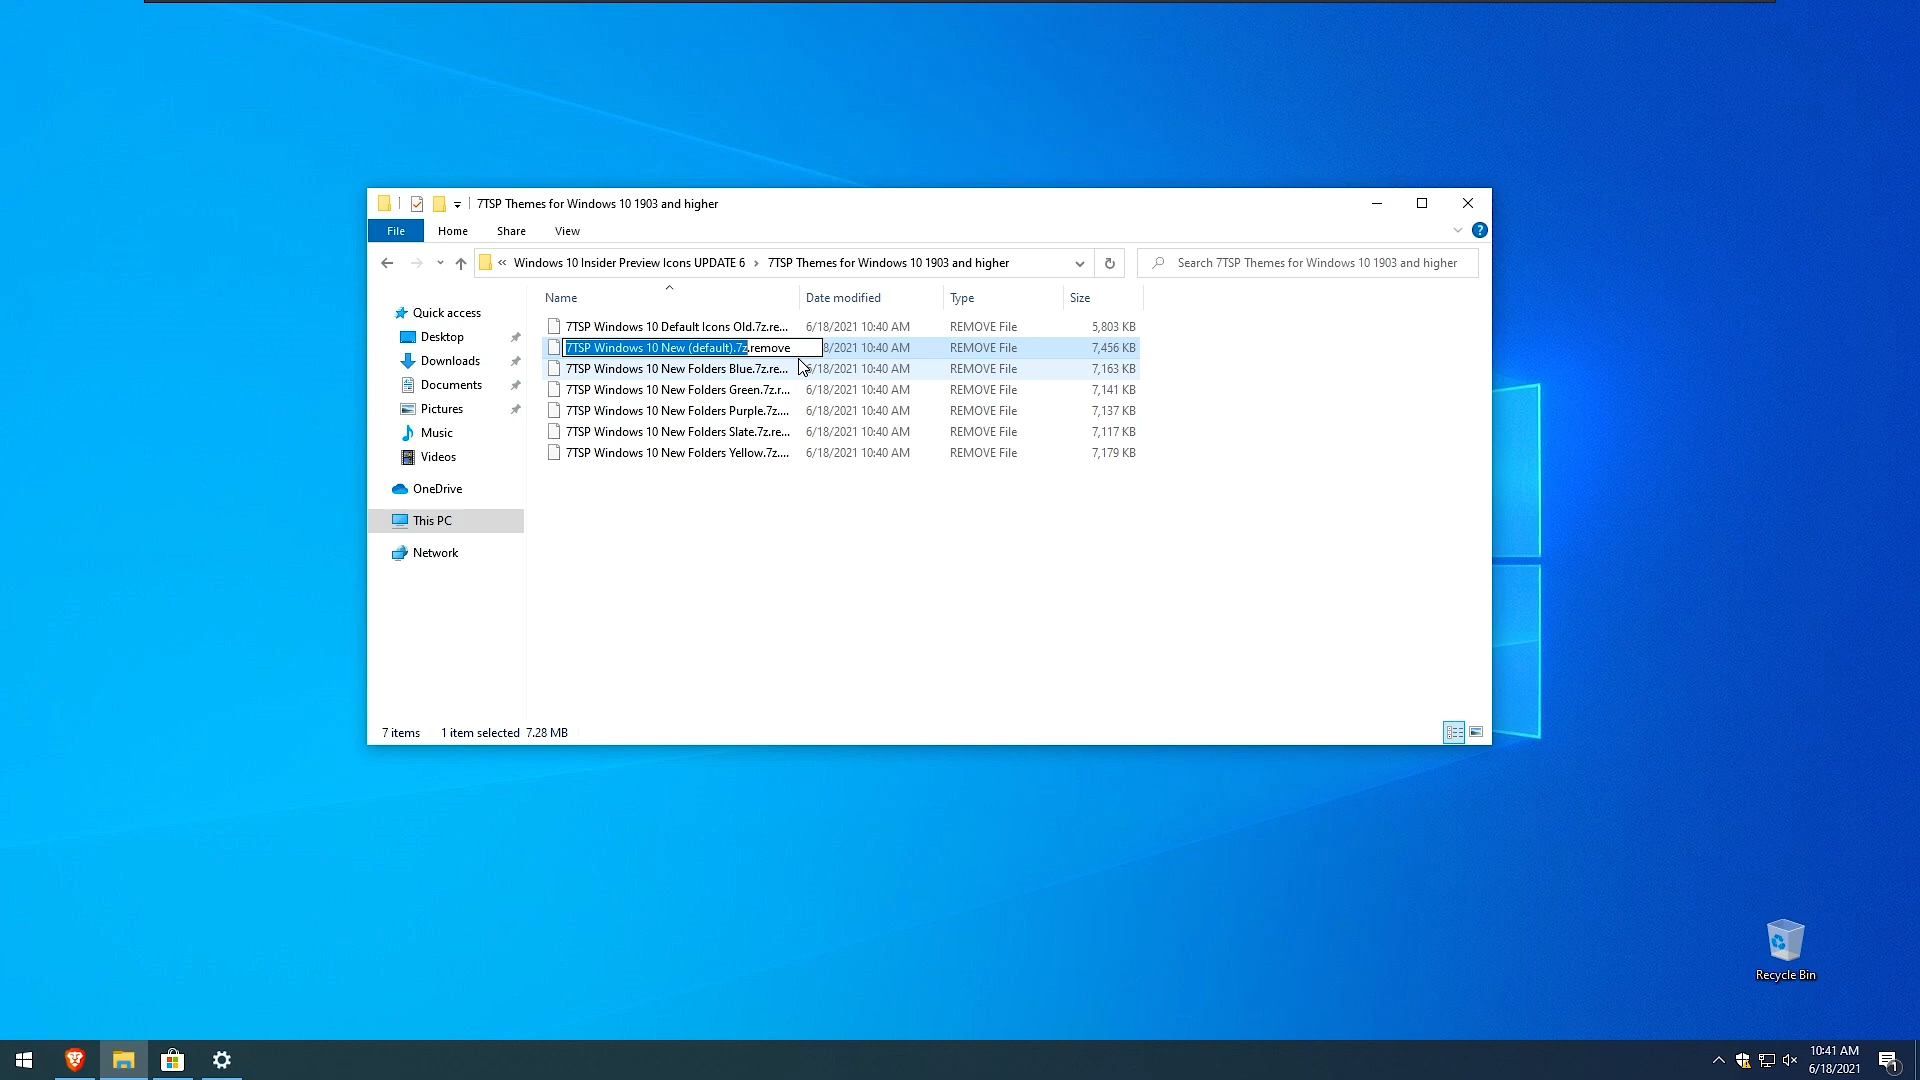 7TSP Themes for Windows 10 1903 and higher
File Home Share View
« Windows 10 Insider Preview Icons UPDATE 6 › 7TSP Themes for Windows 10 1903 and higher
Search 7TSP Themes for Windows 10 1903 and higher
Name Date modified Type Size
Quick access
Desktop
Downloads
Documents
Pictures
Music
Videos
OneDrive
This PC
Network
7TSP Windows 10 Default Icons Old.7z.re... 6/18/2021 10:40 AM REMOVE File 5,803 KB
7TSP Windows 10 New (default).7z.remove 8/2021 10:40 AM REMOVE File 7,456 KB
7TSP Windows 10 New Folders Blue.7z.re... 6/18/2021 10:40 AM REMOVE File 7,163 KB
7TSP Windows 10 New Folders Green.7z.r... 6/18/2021 10:40 AM REMOVE File 7,141 KB
7TSP Windows 10 New Folders Purple.7z.... 6/18/2021 10:40 AM REMOVE File 7,137 KB
7TSP Windows 10 New Folders Slate.7z.re... 6/18/2021 10:40 AM REMOVE File 7,117 KB
7TSP Windows 10 New Folders Yellow.7z.... 6/18/2021 10:40 AM REMOVE File 7,179 KB
7 items 1 item selected 7.28 MB
Recycle Bin
10:41 AM
6/18/2021
1